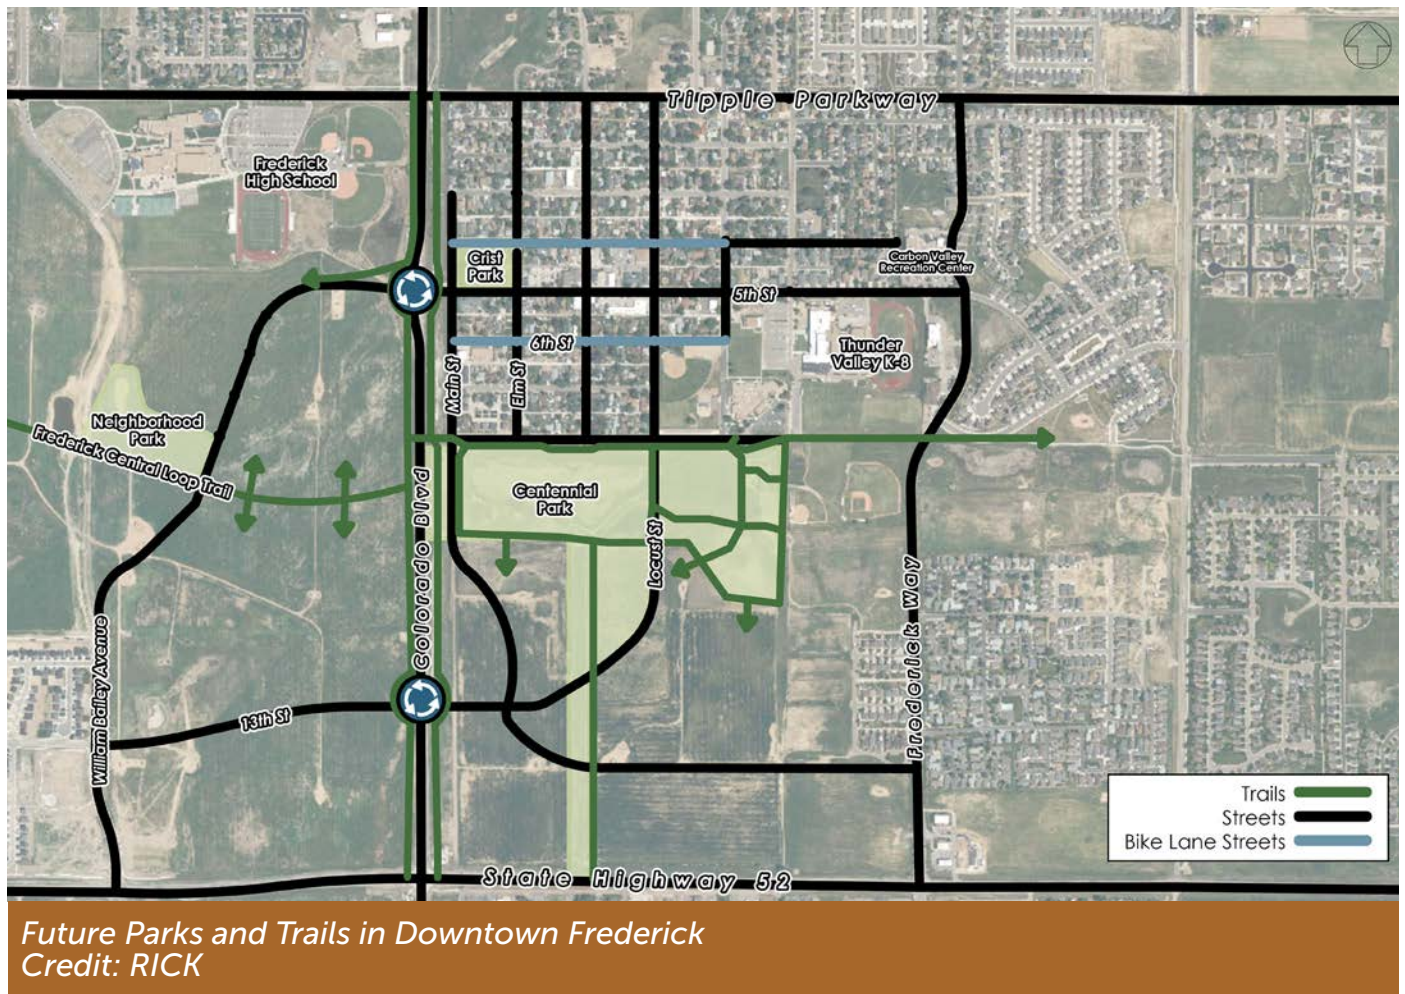 Tipple Parkway
Frederick
High School
Crist
Park
Carbon Valley
Recreation Center
5th St
6th St
Thunder
Valley K-8
Main St
Elm St
Neighborhood
Park
Frederick Central Loop Trail
Colorado Blvd
Centennial
Park
Locust St
Frederick Way
William Bailey Avenue
13th St
Trails
Streets
Bike Lane Streets
State Highway 52
Future Parks and Trails in Downtown Frederick
Credit: RICK